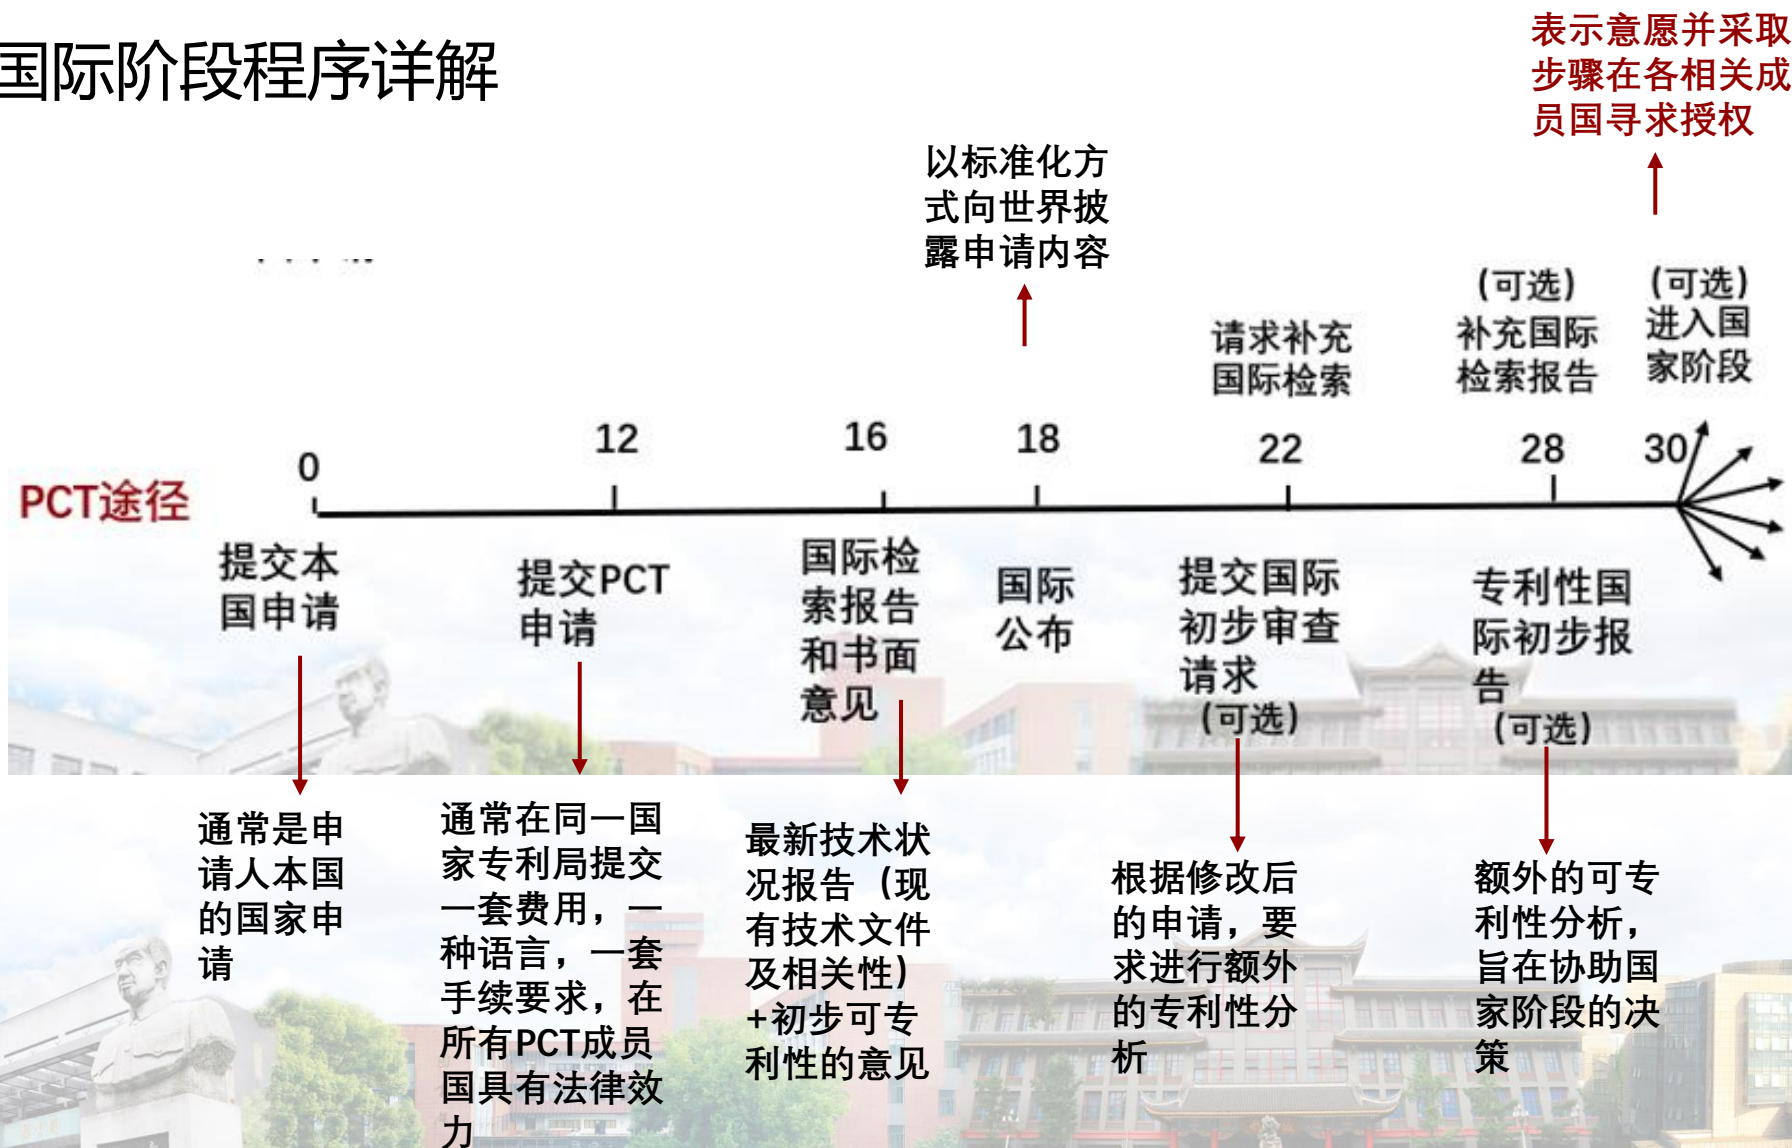 国际阶段程序详解
表示意愿并采取
步骤在各相关成
员国寻求授权
以标准化方
式向世界披
露申请内容
请求补充
国际检索
(可选)
补充国际
检索报告
(可选)
进入国
家阶段
0
12
16
18
22
28
30
PCT途径
提交本
国申请
提交PCT
申请
国际检
索报告
和书面
意见
国际
公布
提交国际
初步审查
请求
(可选)
专利性国
际初步报
告
(可选)
通常是申
请人本国
的国家申
请
通常在同一国
家专利局提交
一套费用，一
种语言，一套
手续要求，在
所有PCT成员
国具有法律效
力
最新技术状
况报告（现
有技术文件
及相关性）
+初步可专
利性的意见
根据修改后
的申请，要
求进行额外
的专利性分
析
额外的可专
利性分析，
旨在协助国
家阶段的决
策